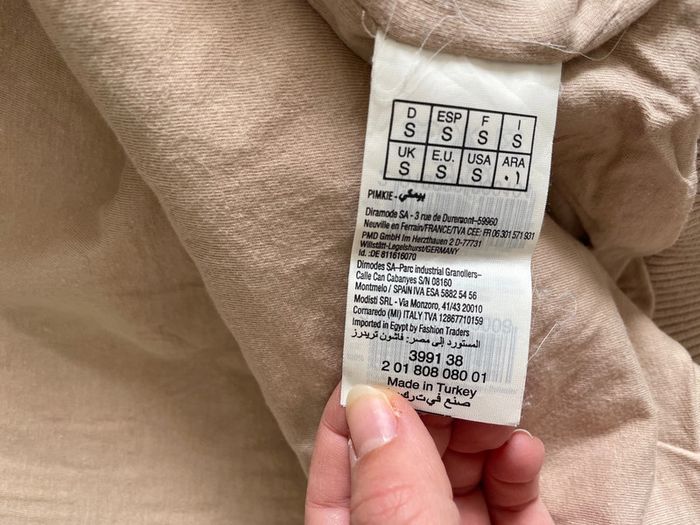 D ESP F I
S S S S
UK E.U. USA ARA
S S S ٠١
PIMKIE - بيمكي
Diramode SA - 3 rue de Duremont-59960
Neuville en Ferrain/FRANCE/TVA CEE: FR 06 301 571 931
PMD GmbH Im Herzthauen 2 D-77731
Willstätt-Legelshurst/GERMANY
Id. :DE 811616070
Dimodes SA-Parc industrial Granollers-
Calle Can Cabanyes S/N 08160
Montmelo / SPAIN IVA ESA 5882 54 56
Modisti SRL - Via Monzoro, 41/43 20010
Cornaredo (MI) ITALY TVA 12867710159
Imported in Egypt by Fashion Traders
المستورد إلى مصر: فاشون تريدرز
3991 38
2 01 808 080 01
Made in Turkey
صنع في